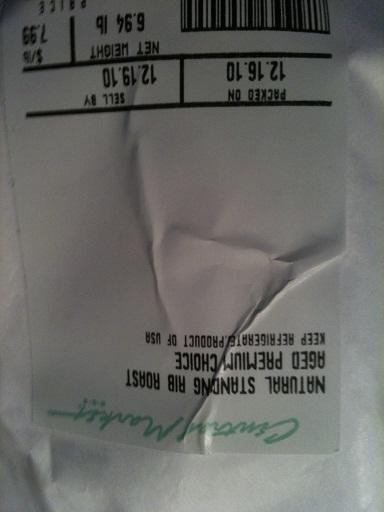 Central Market
NATURAL STANDING RIB ROAST
AGED PREMIUM CHOICE
KEEP REFRIGERATE PRODUCT OF USA
PACKED ON SELL BY
12.16.10 12.19.10
NET WEIGHT $/lb
6.94 lb 7.99
PRICE